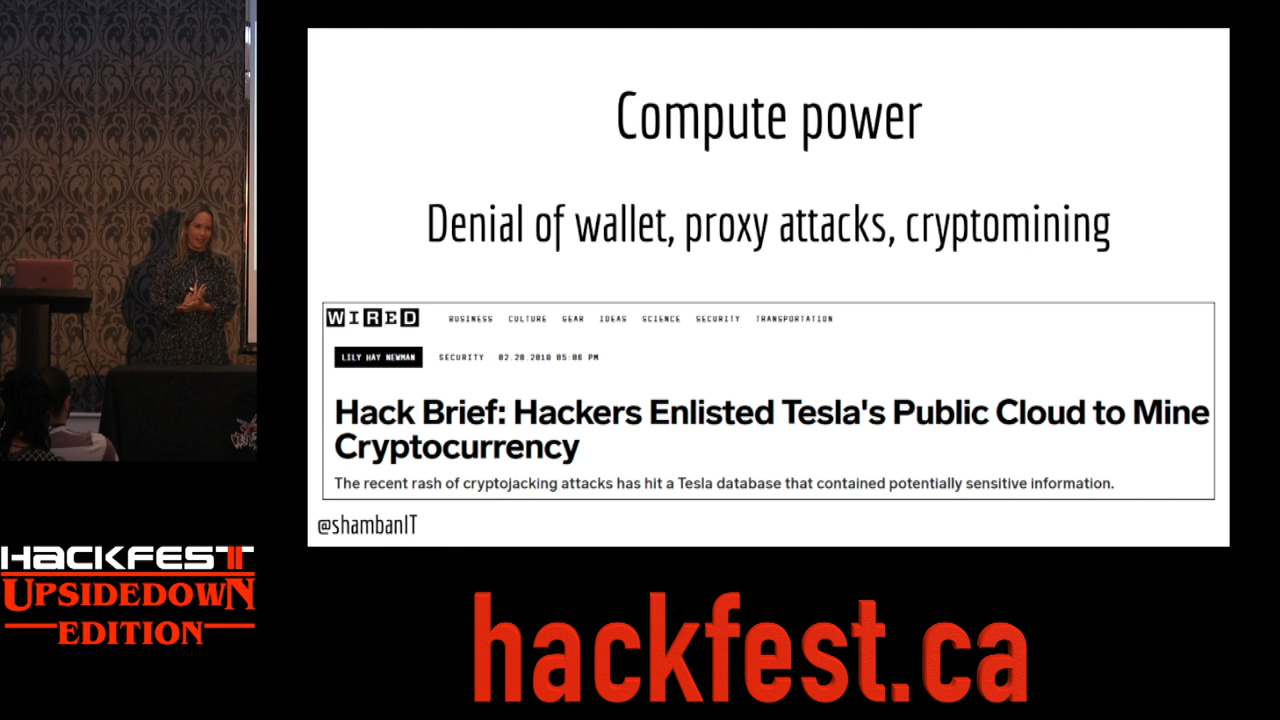 Compute power
Denial of wallet, proxy attacks, cryptomining
WIRED BUSINESS CULTURE GEAR IDEAS SCIENCE SECURITY TRANSPORTATION
LILY HAY NEWMAN SECURITY 02.20.2018 05:06 PM
Hack Brief: Hackers Enlisted Tesla's Public Cloud to Mine
Cryptocurrency
The recent rash of cryptojacking attacks has hit a Tesla database that contained potentially sensitive information.
@shambanIT
HACKFEST
UPSIDEDOWN
EDITION
hackfest.ca